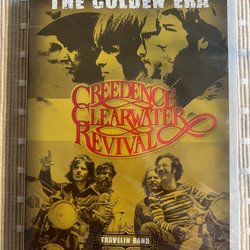 THE GOLDEN ERA
CREEDENCE
CLEARWATER
REVIVAL
TRAVELIN BAND